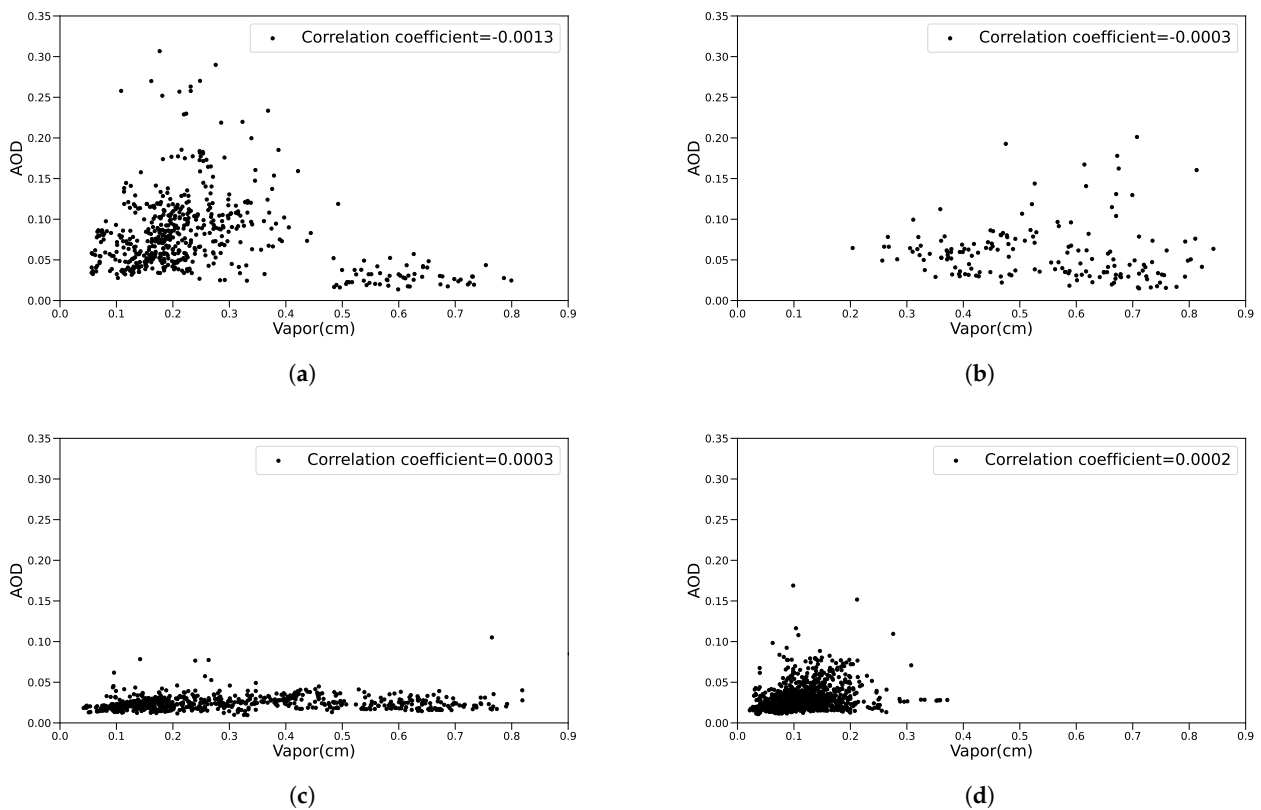 0.35
0.30
0.25
0.20
0.15
0.10
0.05
0.00
AOD
Correlation coefficient=-0.0013
0.0 0.1 0.2 0.3 0.4 0.5 0.6 0.7 0.8 0.9
Vapor(cm)
(a)
0.35
0.30
0.25
0.20
0.15
0.10
0.05
0.00
AOD
Correlation coefficient=-0.0003
0.0 0.1 0.2 0.3 0.4 0.5 0.6 0.7 0.8 0.9
Vapor(cm)
(b)
0.35
0.30
0.25
0.20
0.15
0.10
0.05
0.00
AOD
Correlation coefficient=0.0003
0.0 0.1 0.2 0.3 0.4 0.5 0.6 0.7 0.8 0.9
Vapor(cm)
(c)
0.35
0.30
0.25
0.20
0.15
0.10
0.05
0.00
AOD
Correlation coefficient=0.0002
0.0 0.1 0.2 0.3 0.4 0.5 0.6 0.7 0.8 0.9
Vapor(cm)
(d)